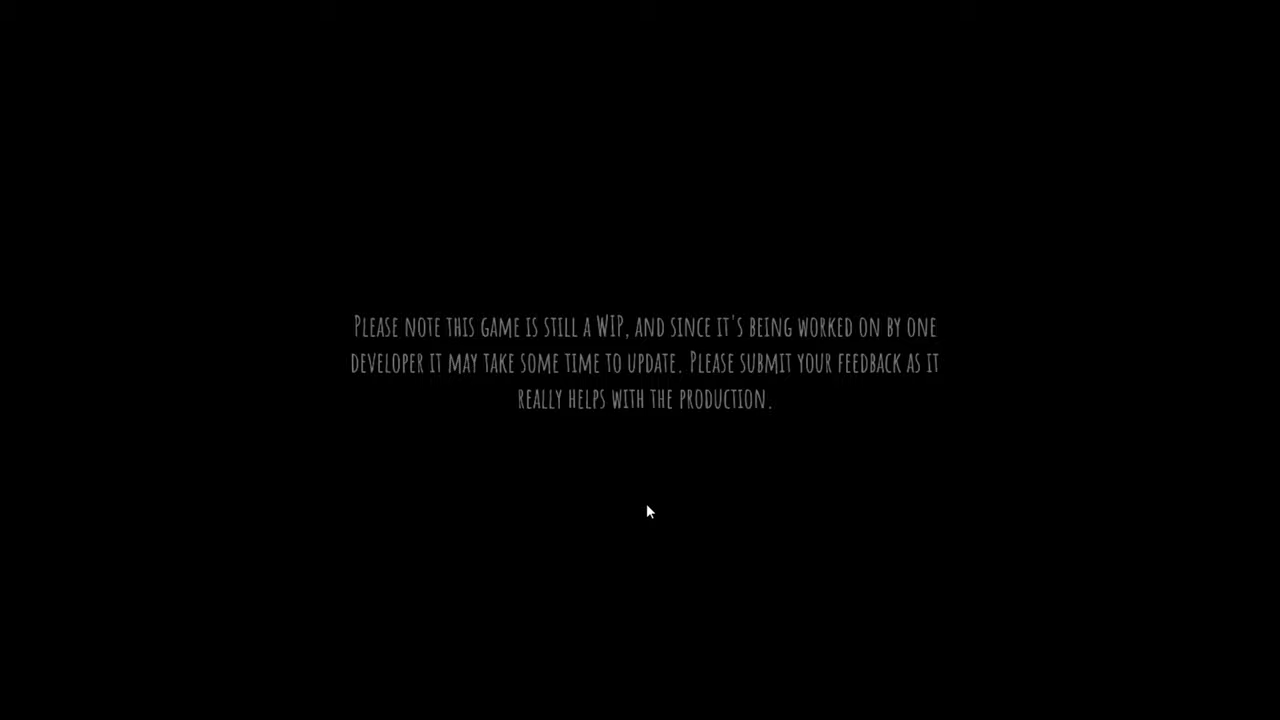 Please note this game is still a WIP, and since it's being worked on by one
developer it may take some time to update. Please submit your feedback as it
really helps with the production.